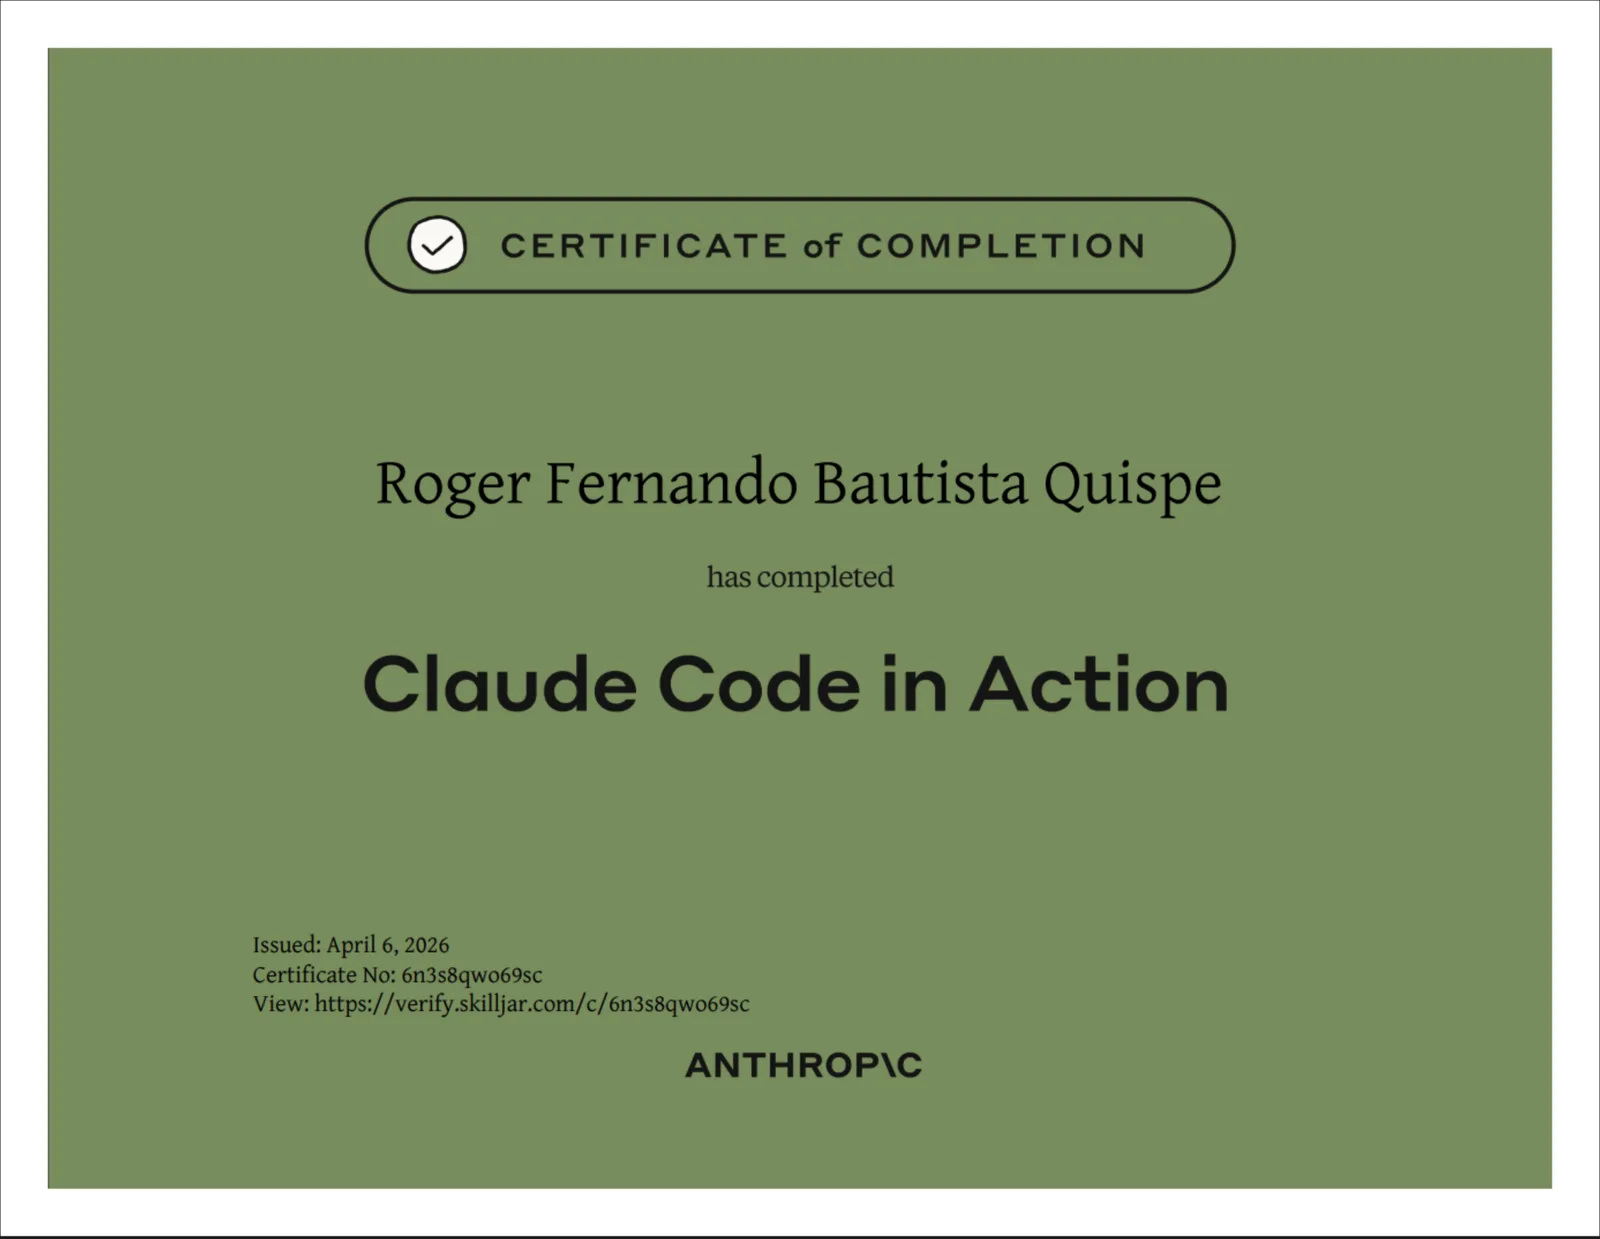 CERTIFICATE of COMPLETION
Roger Fernando Bautista Quispe
has completed
Claude Code in Action
Issued: April 6, 2026
Certificate No: 6n3s8qwo69sc
View: https://verify.skilljar.com/c/6n3s8qwo69sc
ANTHROP\C